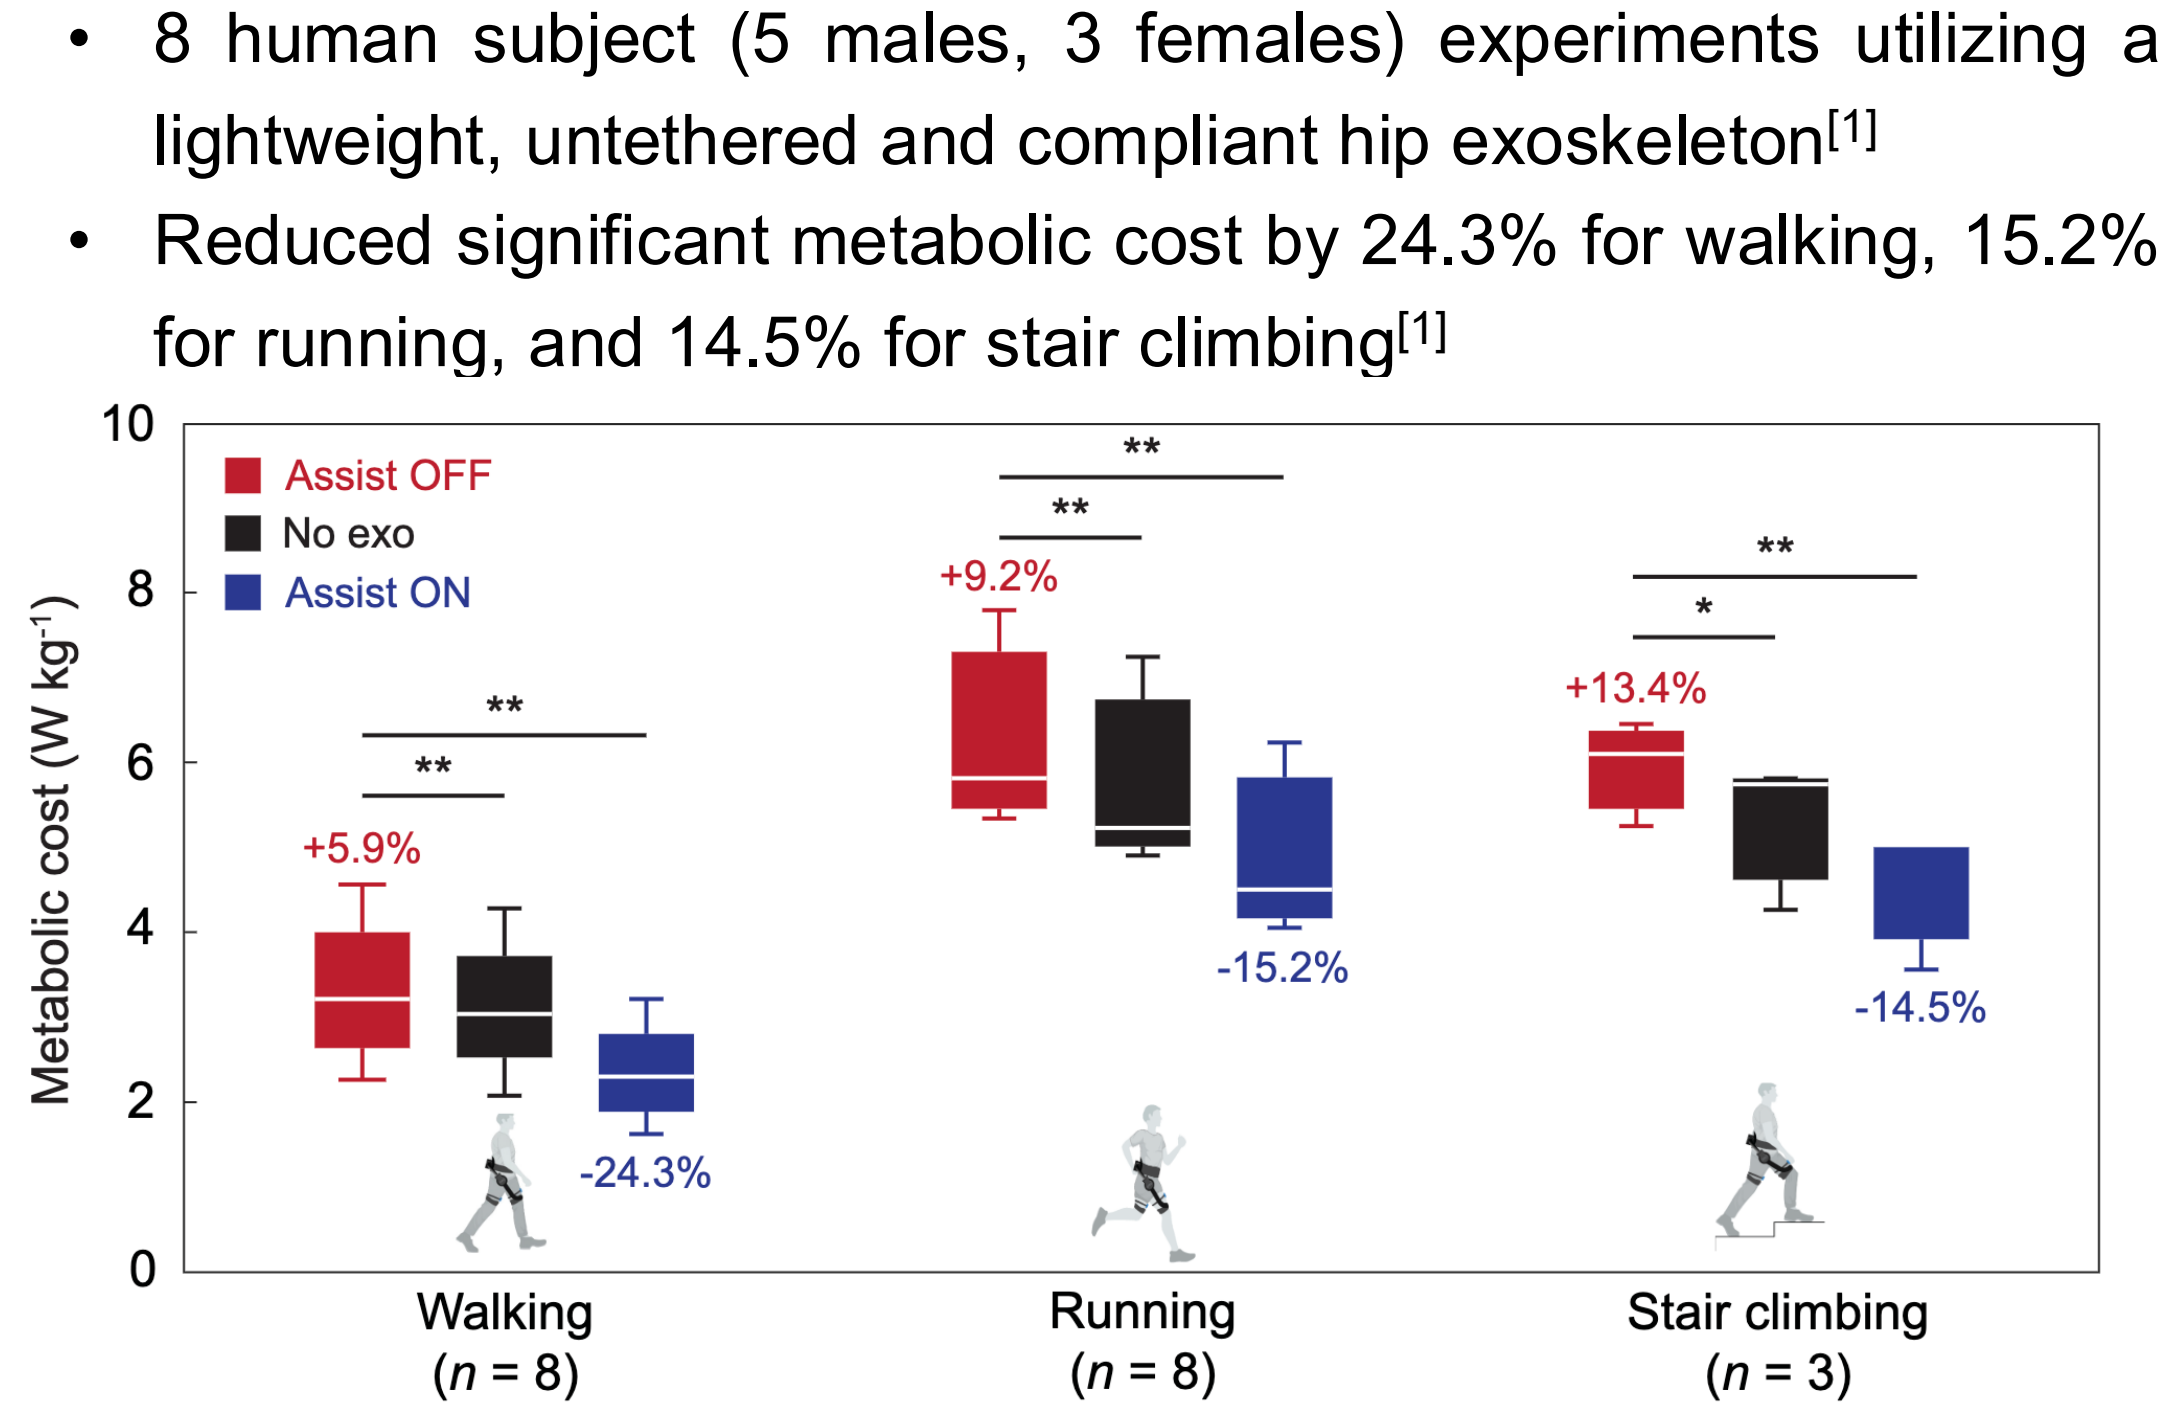 • 8 human subject (5 males, 3 females) experiments utilizing a
lightweight, untethered and compliant hip exoskeleton[1]
• Reduced significant metabolic cost by 24.3% for walking, 15.2%
for running, and 14.5% for stair climbing[1]
Metabolic cost (W kg-1)
10
8
6
4
2
0
Assist OFF
No exo
Assist ON
**
**
+5.9%
-24.3%
**
**
+9.2%
-15.2%
**
*
+13.4%
-14.5%
Walking
(n = 8)
Running
(n = 8)
Stair climbing
(n = 3)